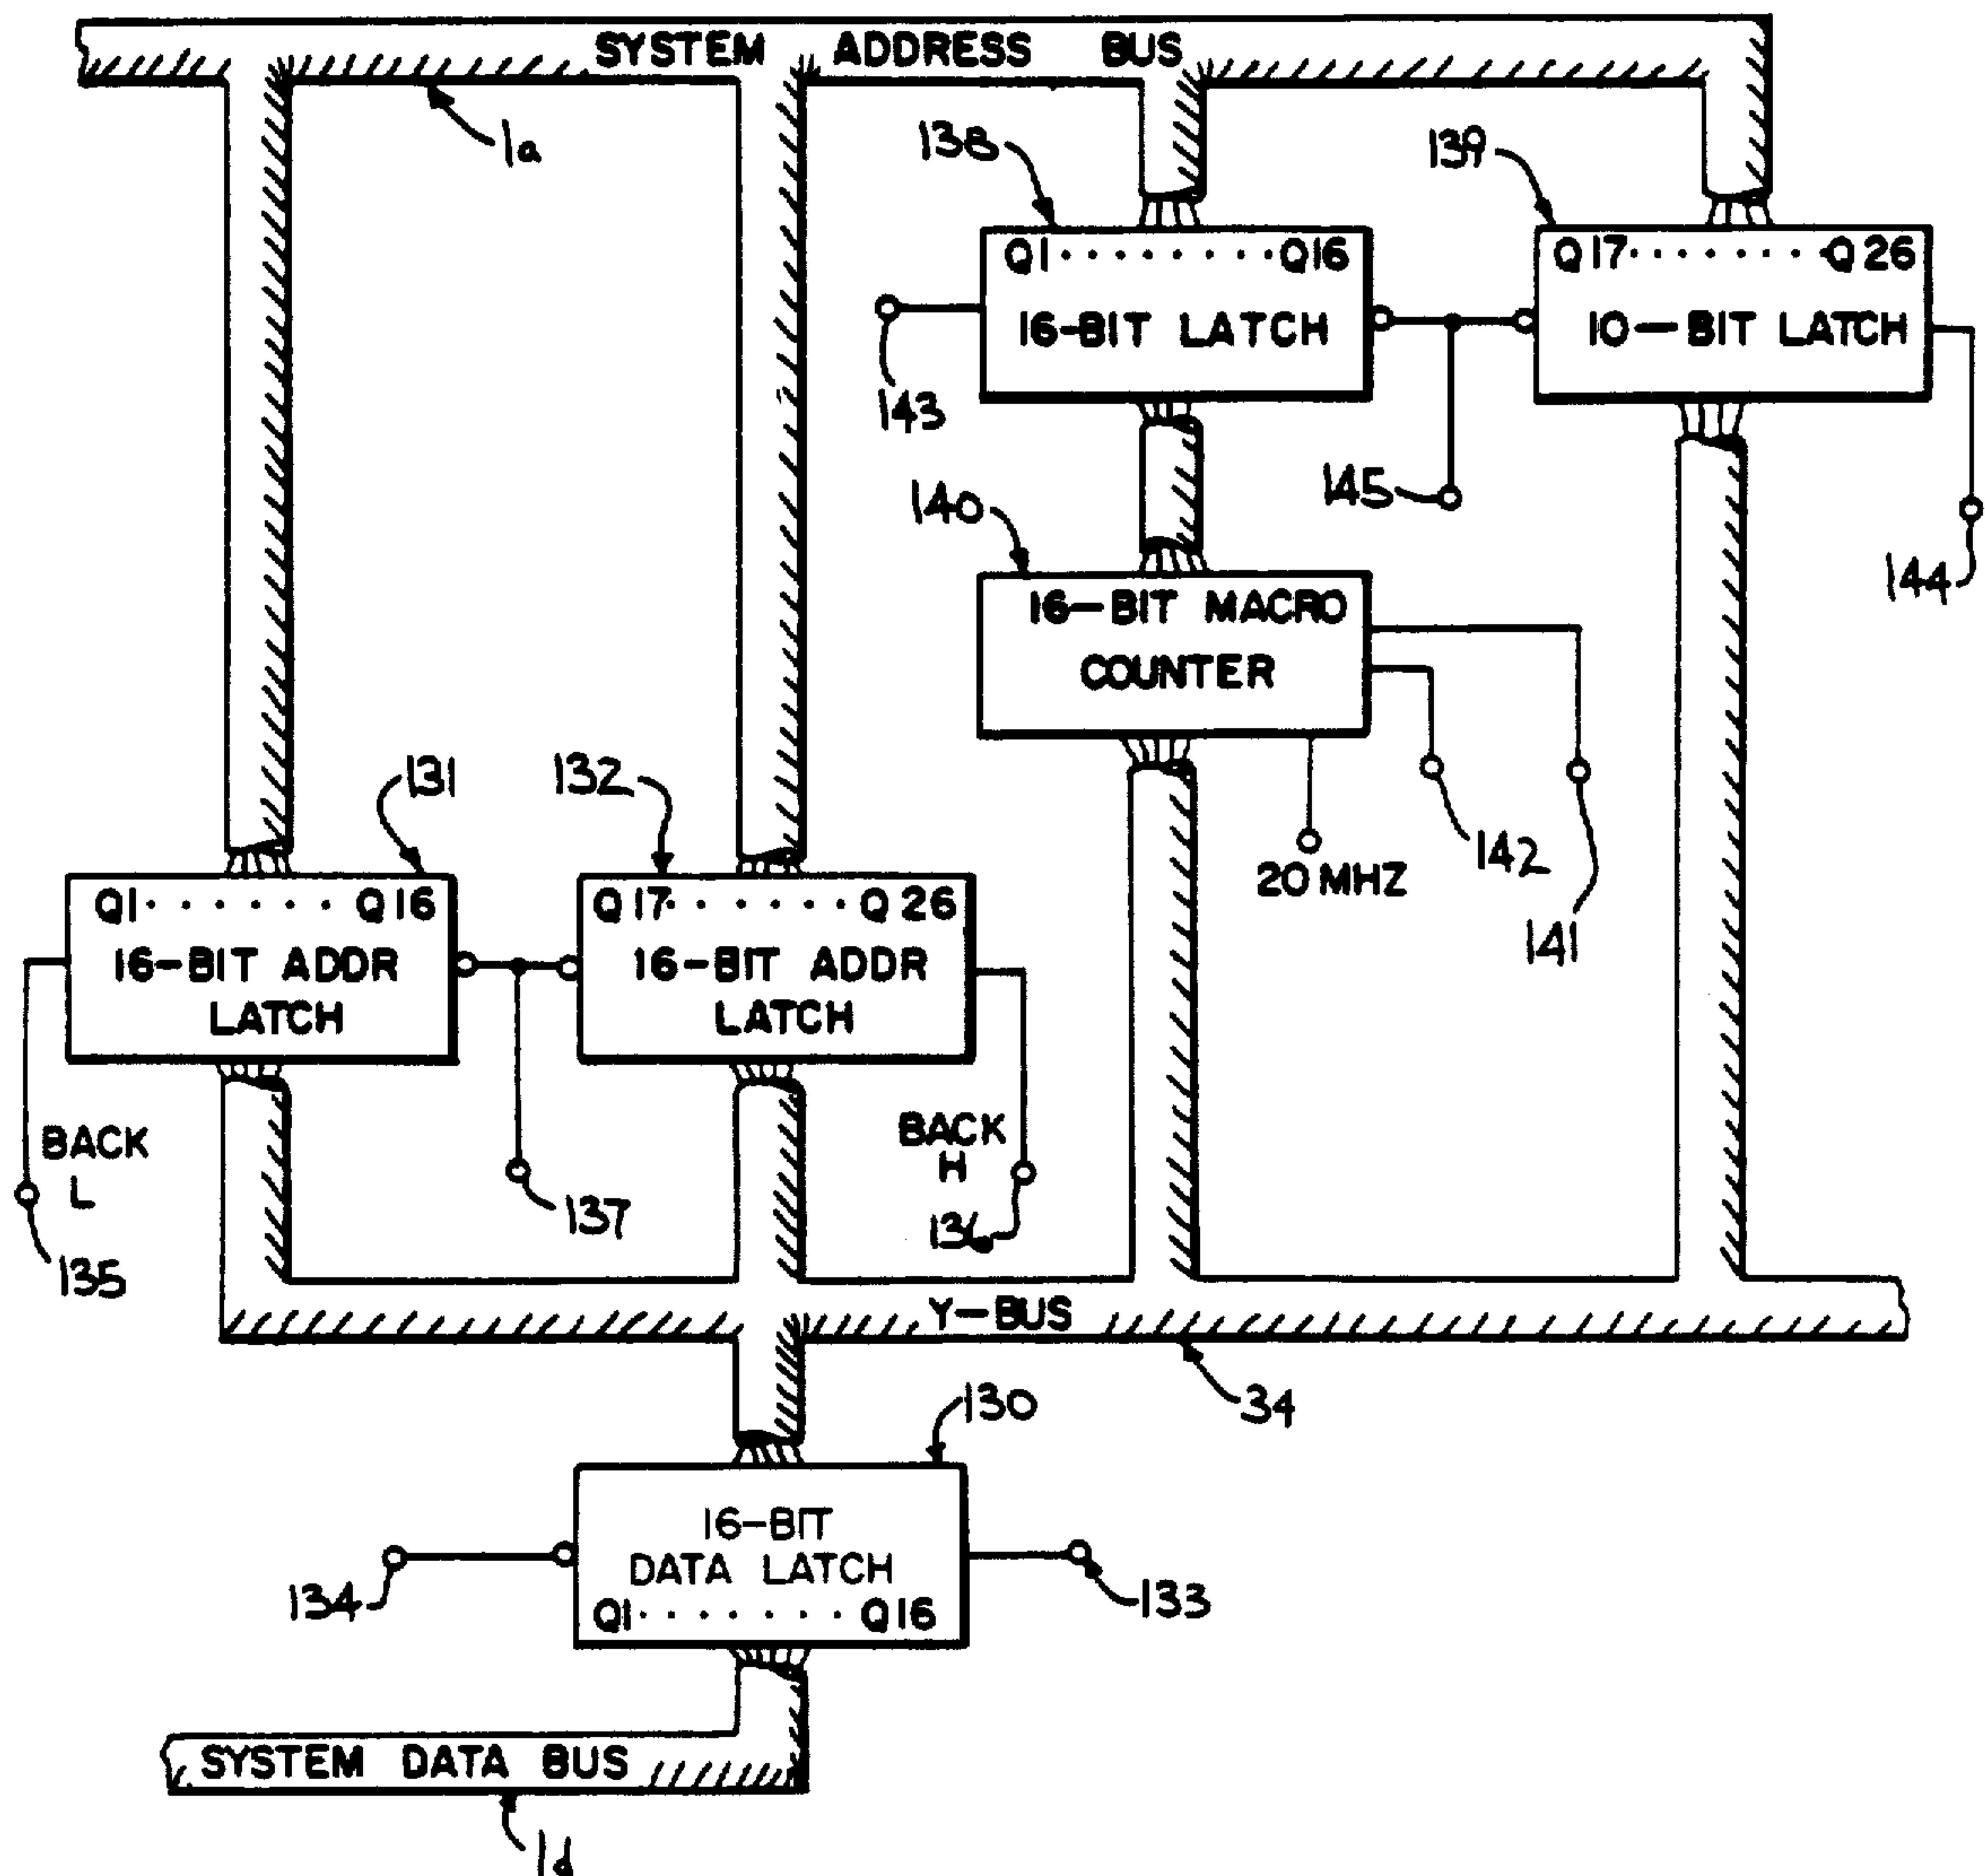 SYSTEM ADDRESS BUS
1a
138
139
Q1········Q16
16-BIT LATCH
Q17·······Q26
10-BIT LATCH
143
145
144
140
16-BIT MACRO
COUNTER
142
141
20 MHZ
131
132
Q1·······Q16
16-BIT ADDR
LATCH
Q17·······Q26
16-BIT ADDR
LATCH
BACK
L
135
137
BACK
H
136
Y-BUS
34
130
16-BIT
DATA LATCH
Q1·······Q16
134
133
SYSTEM DATA BUS
1d